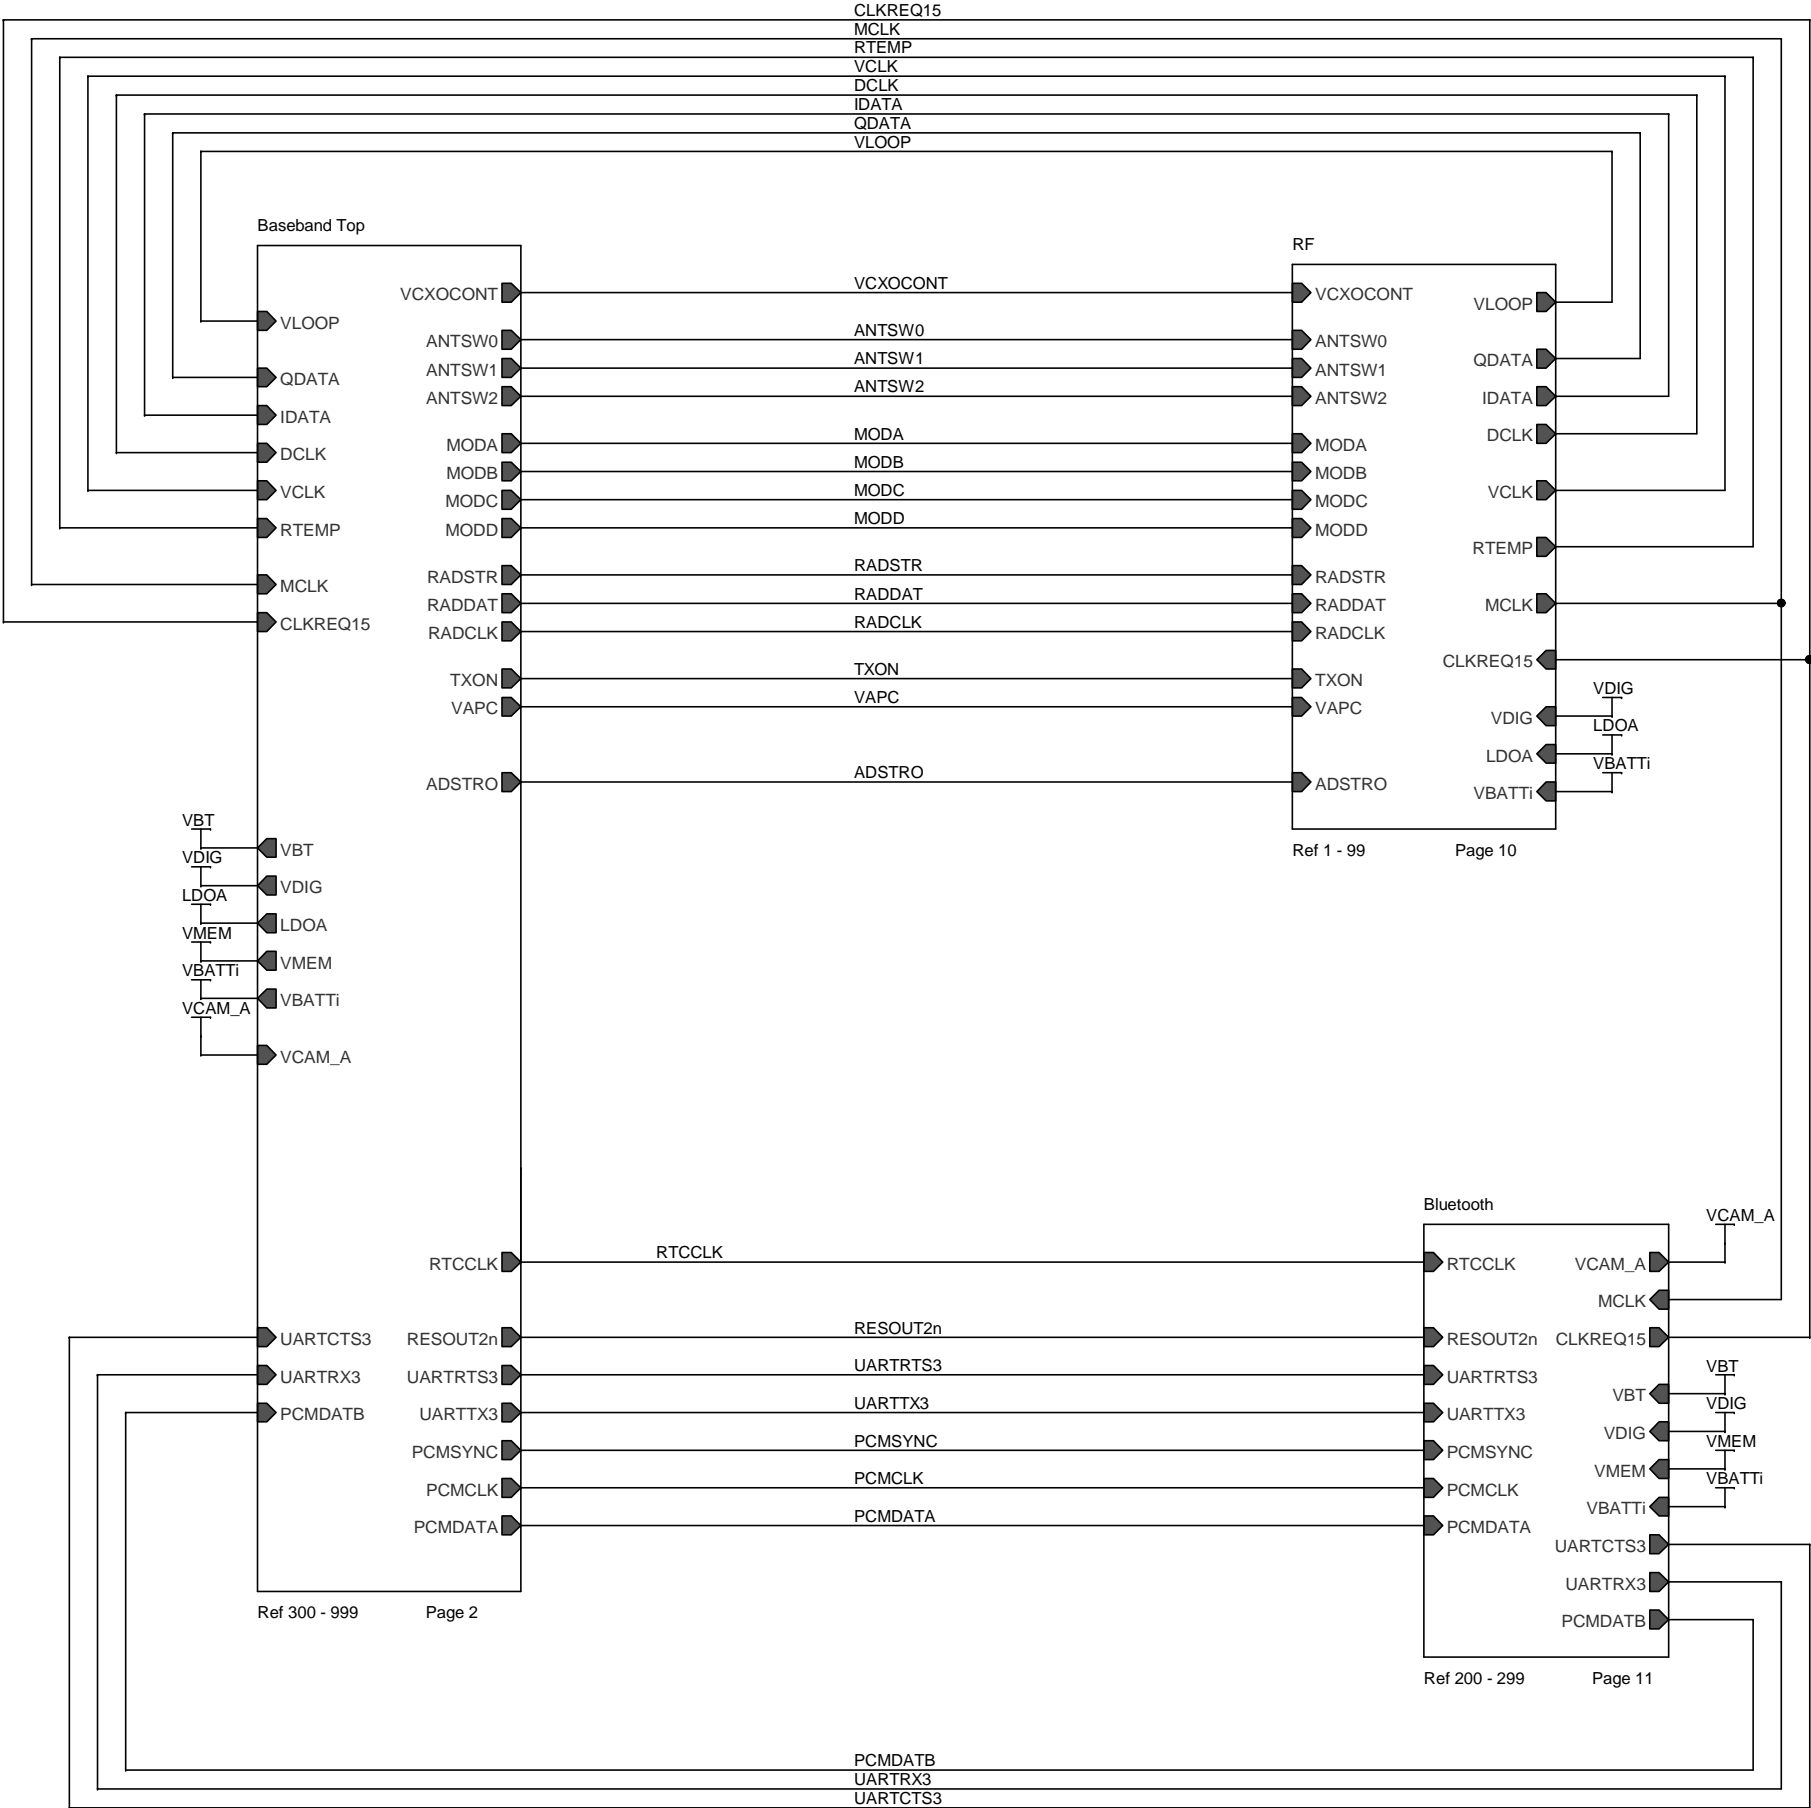 CLKREQ15
MCLK
RTEMP
VCLK
DCLK
IDATA
QDATA
VLOOP
Baseband Top
VLOOP
QDATA
IDATA
DCLK
VCLK
RTEMP
MCLK
CLKREQ15
VCXOCONT
ANTSW0
ANTSW1
ANTSW2
MODA
MODB
MODC
MODD
RADSTR
RADDAT
RADCLK
TXON
VAPC
ADSTRO
VCXOCONT
ANTSW0
ANTSW1
ANTSW2
MODA
MODB
MODC
MODD
RADSTR
RADDAT
RADCLK
TXON
VAPC
ADSTRO
RF
VCXOCONT
ANTSW0
ANTSW1
ANTSW2
MODA
MODB
MODC
MODD
RADSTR
RADDAT
RADCLK
TXON
VAPC
ADSTRO
VLOOP
QDATA
IDATA
DCLK
VCLK
RTEMP
MCLK
CLKREQ15
VDIG
LDOA
VBATTi
VDIG
LDOA
VBATTi
Ref 1 - 99
Page 10
VBT
VDIG
LDOA
VMEM
VBATTi
VCAM_A
VBT
VDIG
LDOA
VMEM
VBATTi
VCAM_A
UARTCTS3
UARTRX3
PCMDATB
RTCCLK
RESOUT2n
UARTRTS3
UARTTX3
PCMSYNC
PCMCLK
PCMDATA
Ref 300 - 999
Page 2
RTCCLK
RESOUT2n
UARTRTS3
UARTTX3
PCMSYNC
PCMCLK
PCMDATA
Bluetooth
RTCCLK
RESOUT2n
UARTRTS3
UARTTX3
PCMSYNC
PCMCLK
PCMDATA
VCAM_A
MCLK
CLKREQ15
VBT
VDIG
VMEM
VBATTi
UARTCTS3
UARTRX3
PCMDATB
VCAM_A
VBT
VDIG
VMEM
VBATTi
Ref 200 - 299
Page 11
PCMDATB
UARTRX3
UARTCTS3